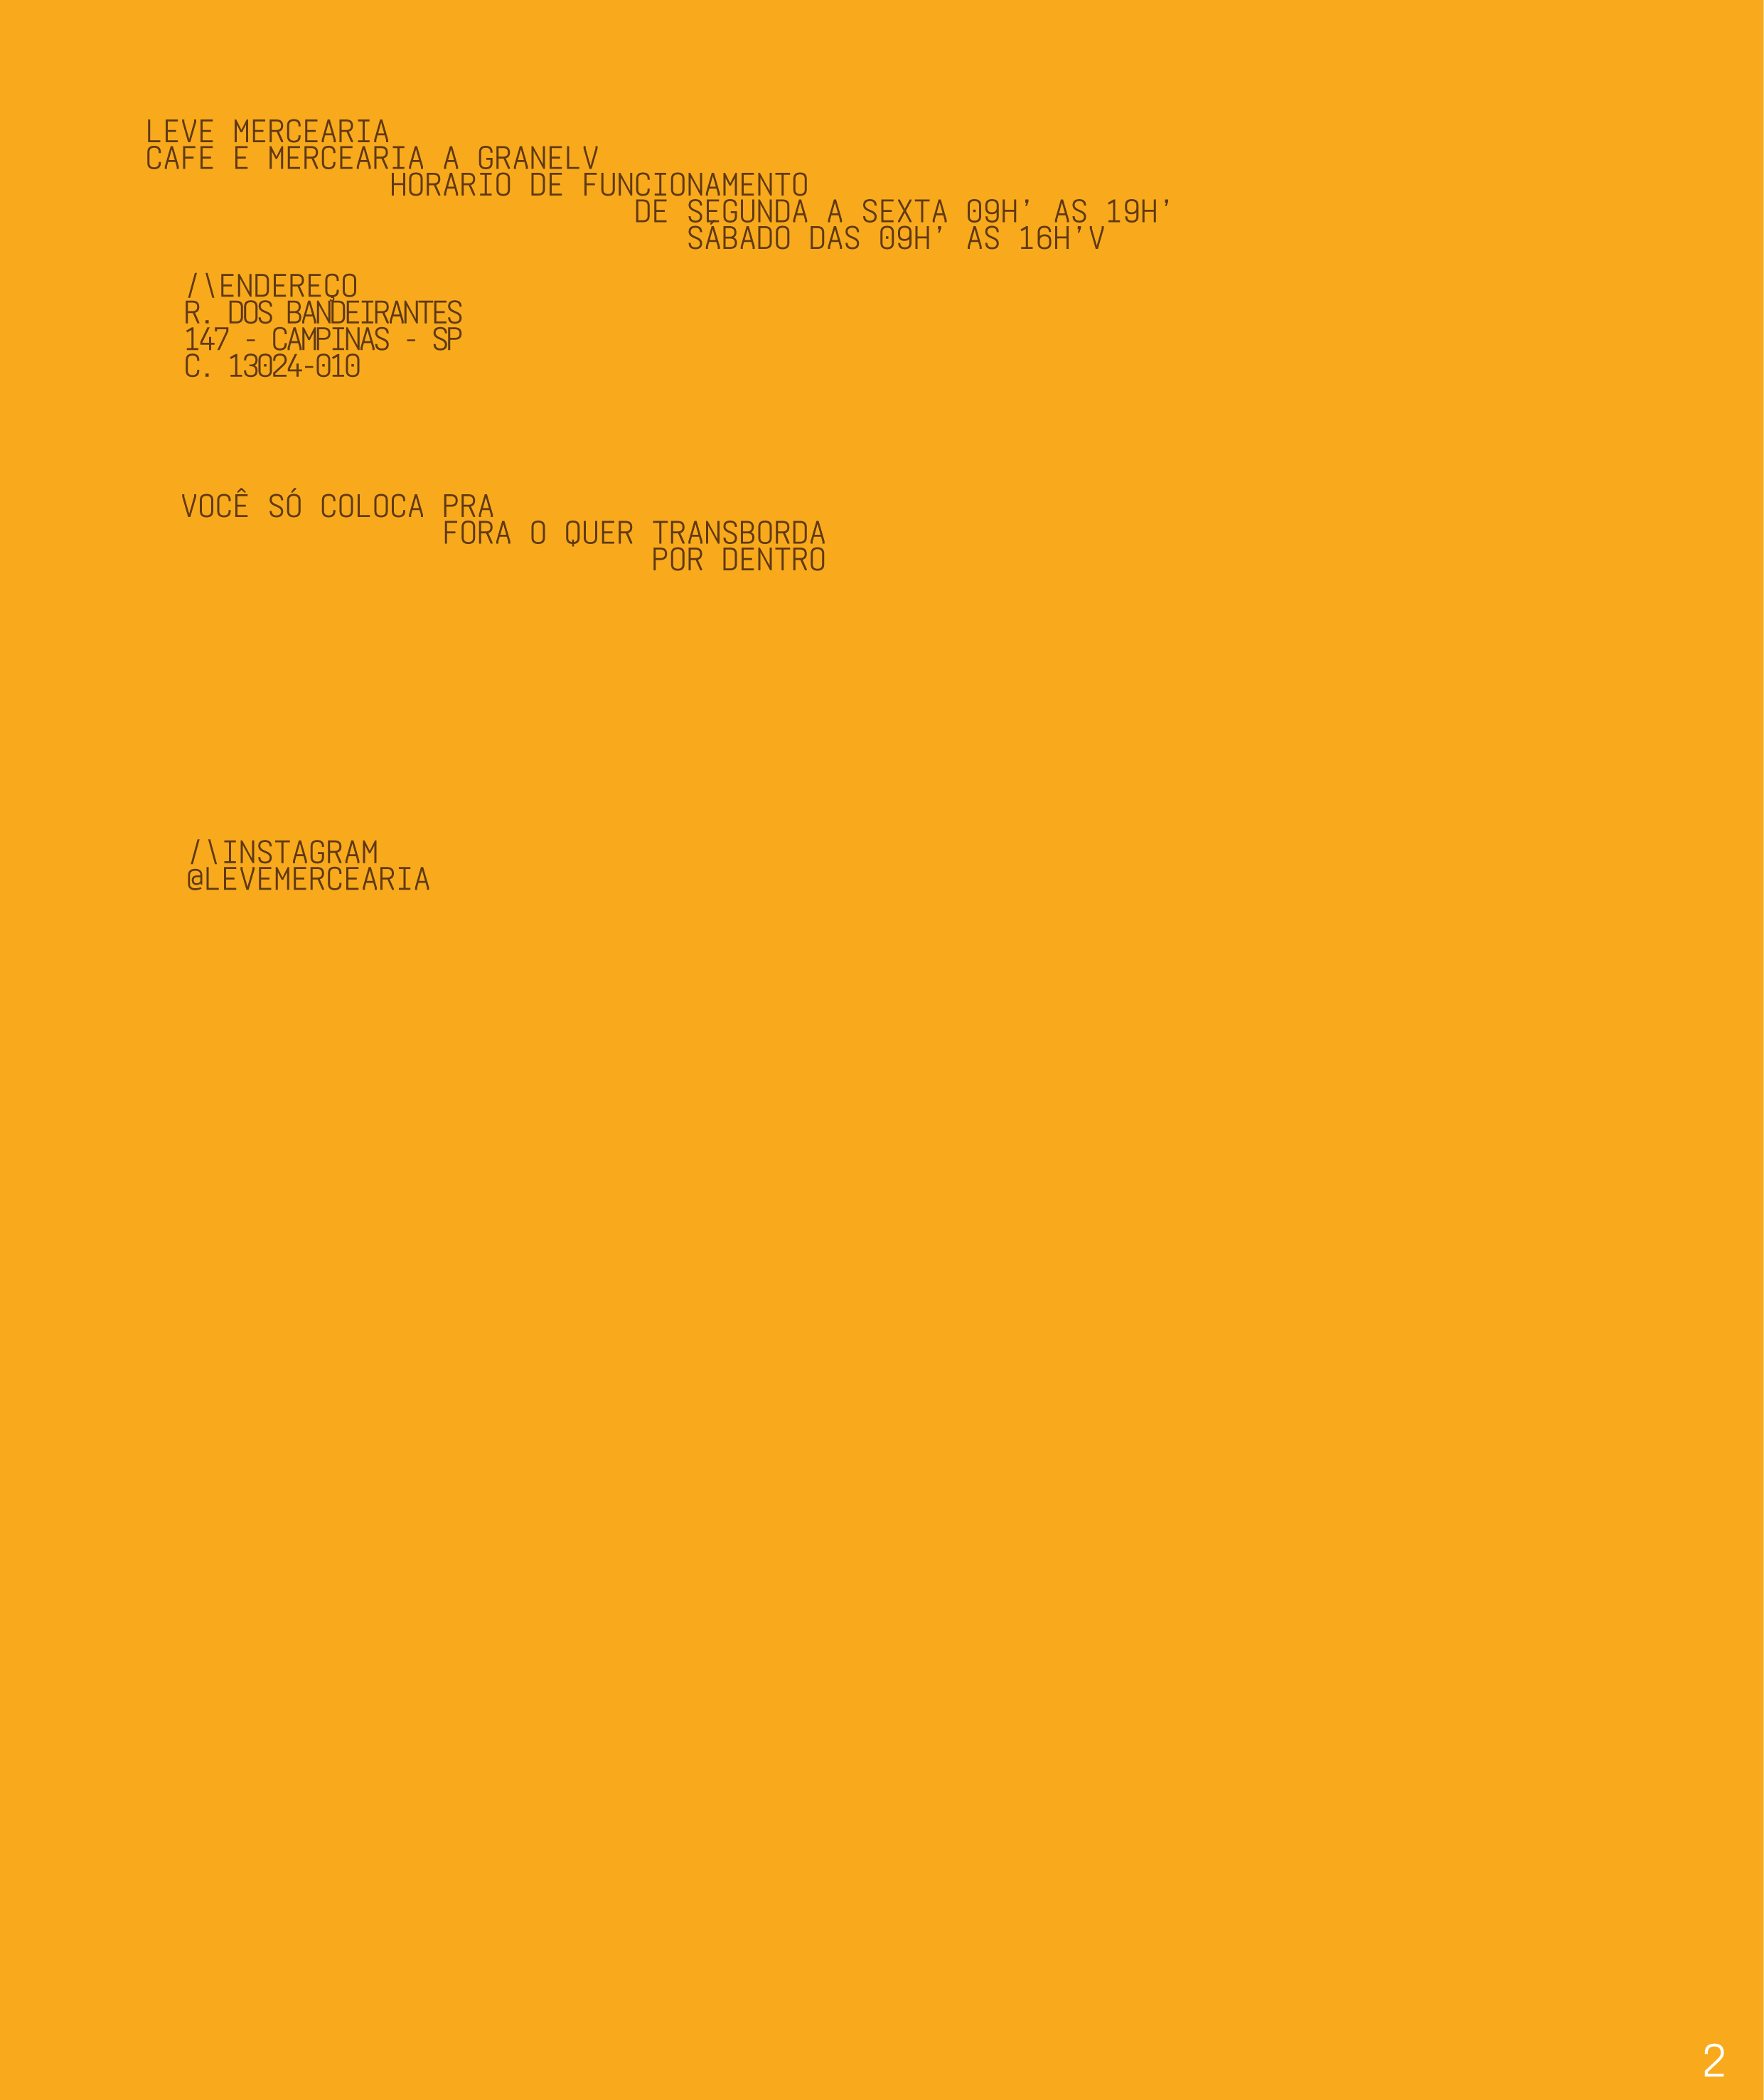 LEVE MERCEARIA
CAFE E MERCEARIA A GRANELV
HORARIO DE FUNCIONAMENTO
DE SEGUNDA A SEXTA 09H’ AS 19H’
SÁBADO DAS 09H’ AS 16H’V
/\ENDEREÇO
R. DOS BANDEIRANTES
147 - CAMPINAS - SP
C. 13024-010
VOCÊ SÓ COLOCA PRA
FORA O QUER TRANSBORDA
POR DENTRO
/\INSTAGRAM
@LEVEMERCEARIA
2